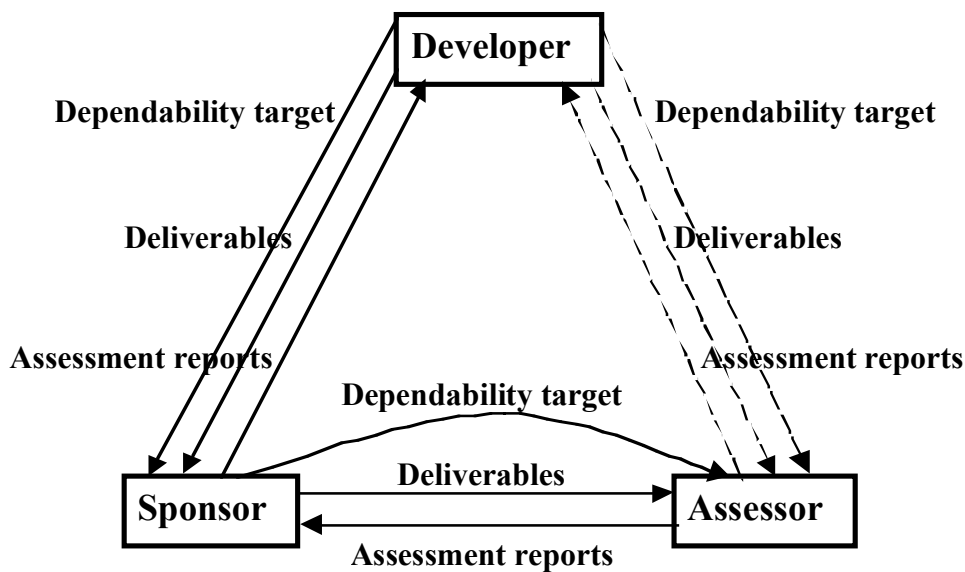 Developer
Dependability target
Dependability target
Deliverables
Deliverables
Assessment reports
Assessment reports
Dependability target
Deliverables
Sponsor
Assessor
Assessment reports